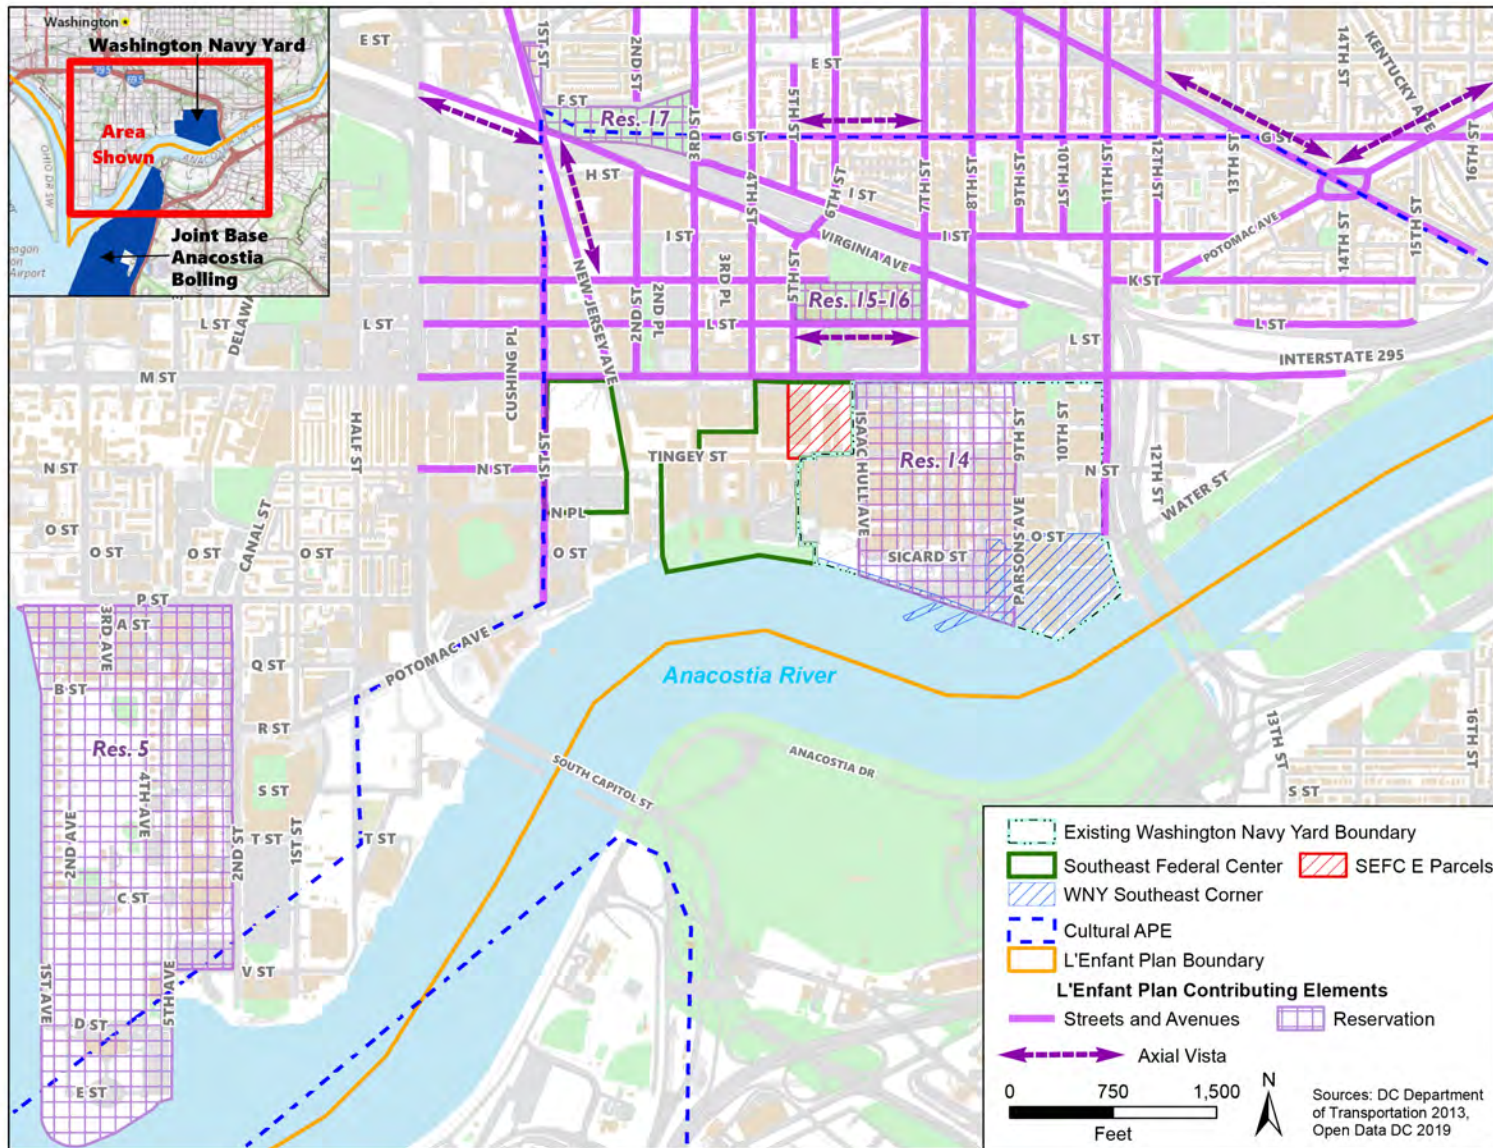 Washington
Washington Navy Yard
Area
Shown
ANACOSTIA
OHIO DR SW
Joint Base
Anacostia
Bolling
Airport
E ST
1ST ST
2ND ST
E ST
5TH ST
14TH ST
KENTUCKY AVE
F ST
Res. 17
3RD ST
G ST
G ST
H ST
4TH ST
6TH ST
I ST
7TH ST
8TH ST
9TH ST
10TH ST
11TH ST
12TH ST
13TH ST
16TH ST
I ST
VIRGINIA AVE
I ST
POTOMAC AVE
14TH ST
15TH ST
NEW JERSEY AVE
3RD PL
5TH ST
K ST
2ND ST
2ND PL
Res. 15-16
DELAW
L ST
L ST
CUSHING PL
L ST
L ST
L ST
INTERSTATE 295
M ST
HALF ST
1ST ST
TINGEY ST
ISAAC HULL AVE
Res. 14
9TH ST
10TH ST
N ST
N ST
N ST
12TH ST
WATER ST
N PL
O ST
O ST
O ST
CANAL ST
O ST
O ST
SICARD ST
PARSONS AVE
O ST
P ST
3RD AVE
A ST
Q ST
POTOMAC AVE
Anacostia River
B ST
R ST
Res. 5
4TH AVE
S ST
SOUTH CAPITOL ST
ANACOSTIA DR
13TH ST
16TH ST
S ST
2ND AVE
2ND ST
T ST
1ST ST
T ST
C ST
V ST
1ST AVE
5TH AVE
D ST
E ST
Existing Washington Navy Yard Boundary
Southeast Federal Center
SEFC E Parcels
WNY Southeast Corner
Cultural APE
L'Enfant Plan Boundary
L'Enfant Plan Contributing Elements
Streets and Avenues
Reservation
Axial Vista
0 750 1,500
Feet
N
Sources: DC Department
of Transportation 2013,
Open Data DC 2019